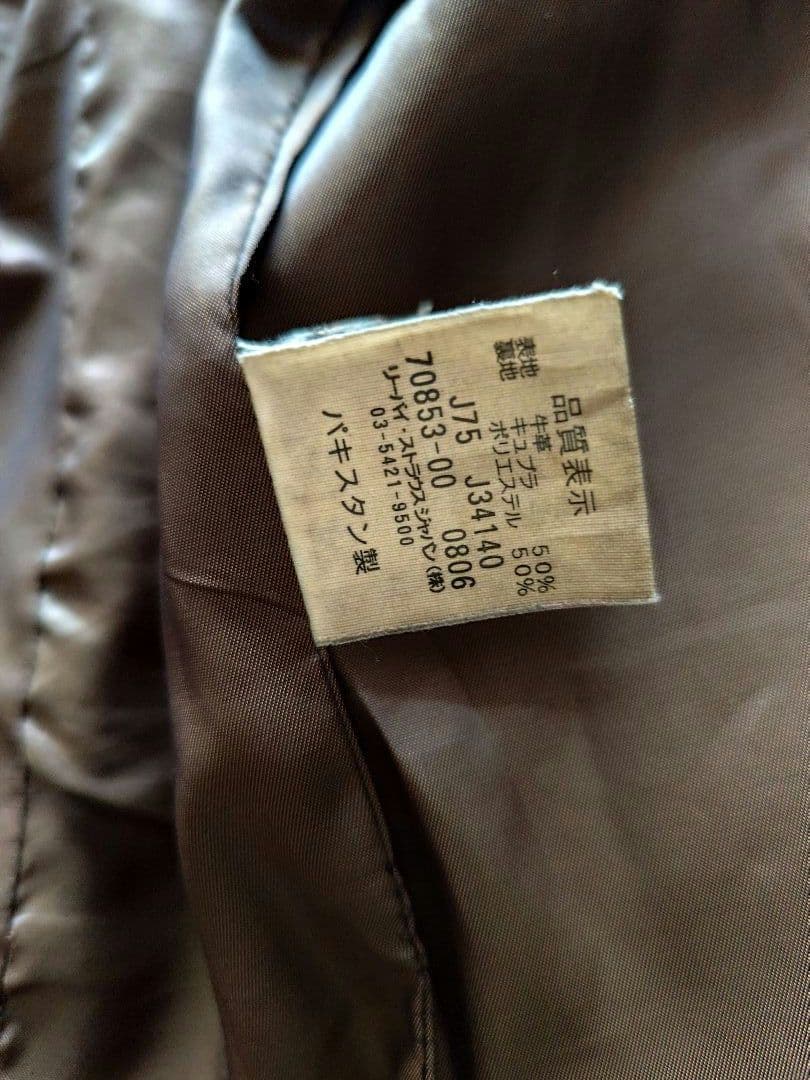 品質表示
表地 牛革
裏地 キュプラ 50%
ポリエステル 50%
J75 J34140
70853-00 0806
リーバイ・ストラウスジャパン(株)
03-5421-9500
パキスタン製